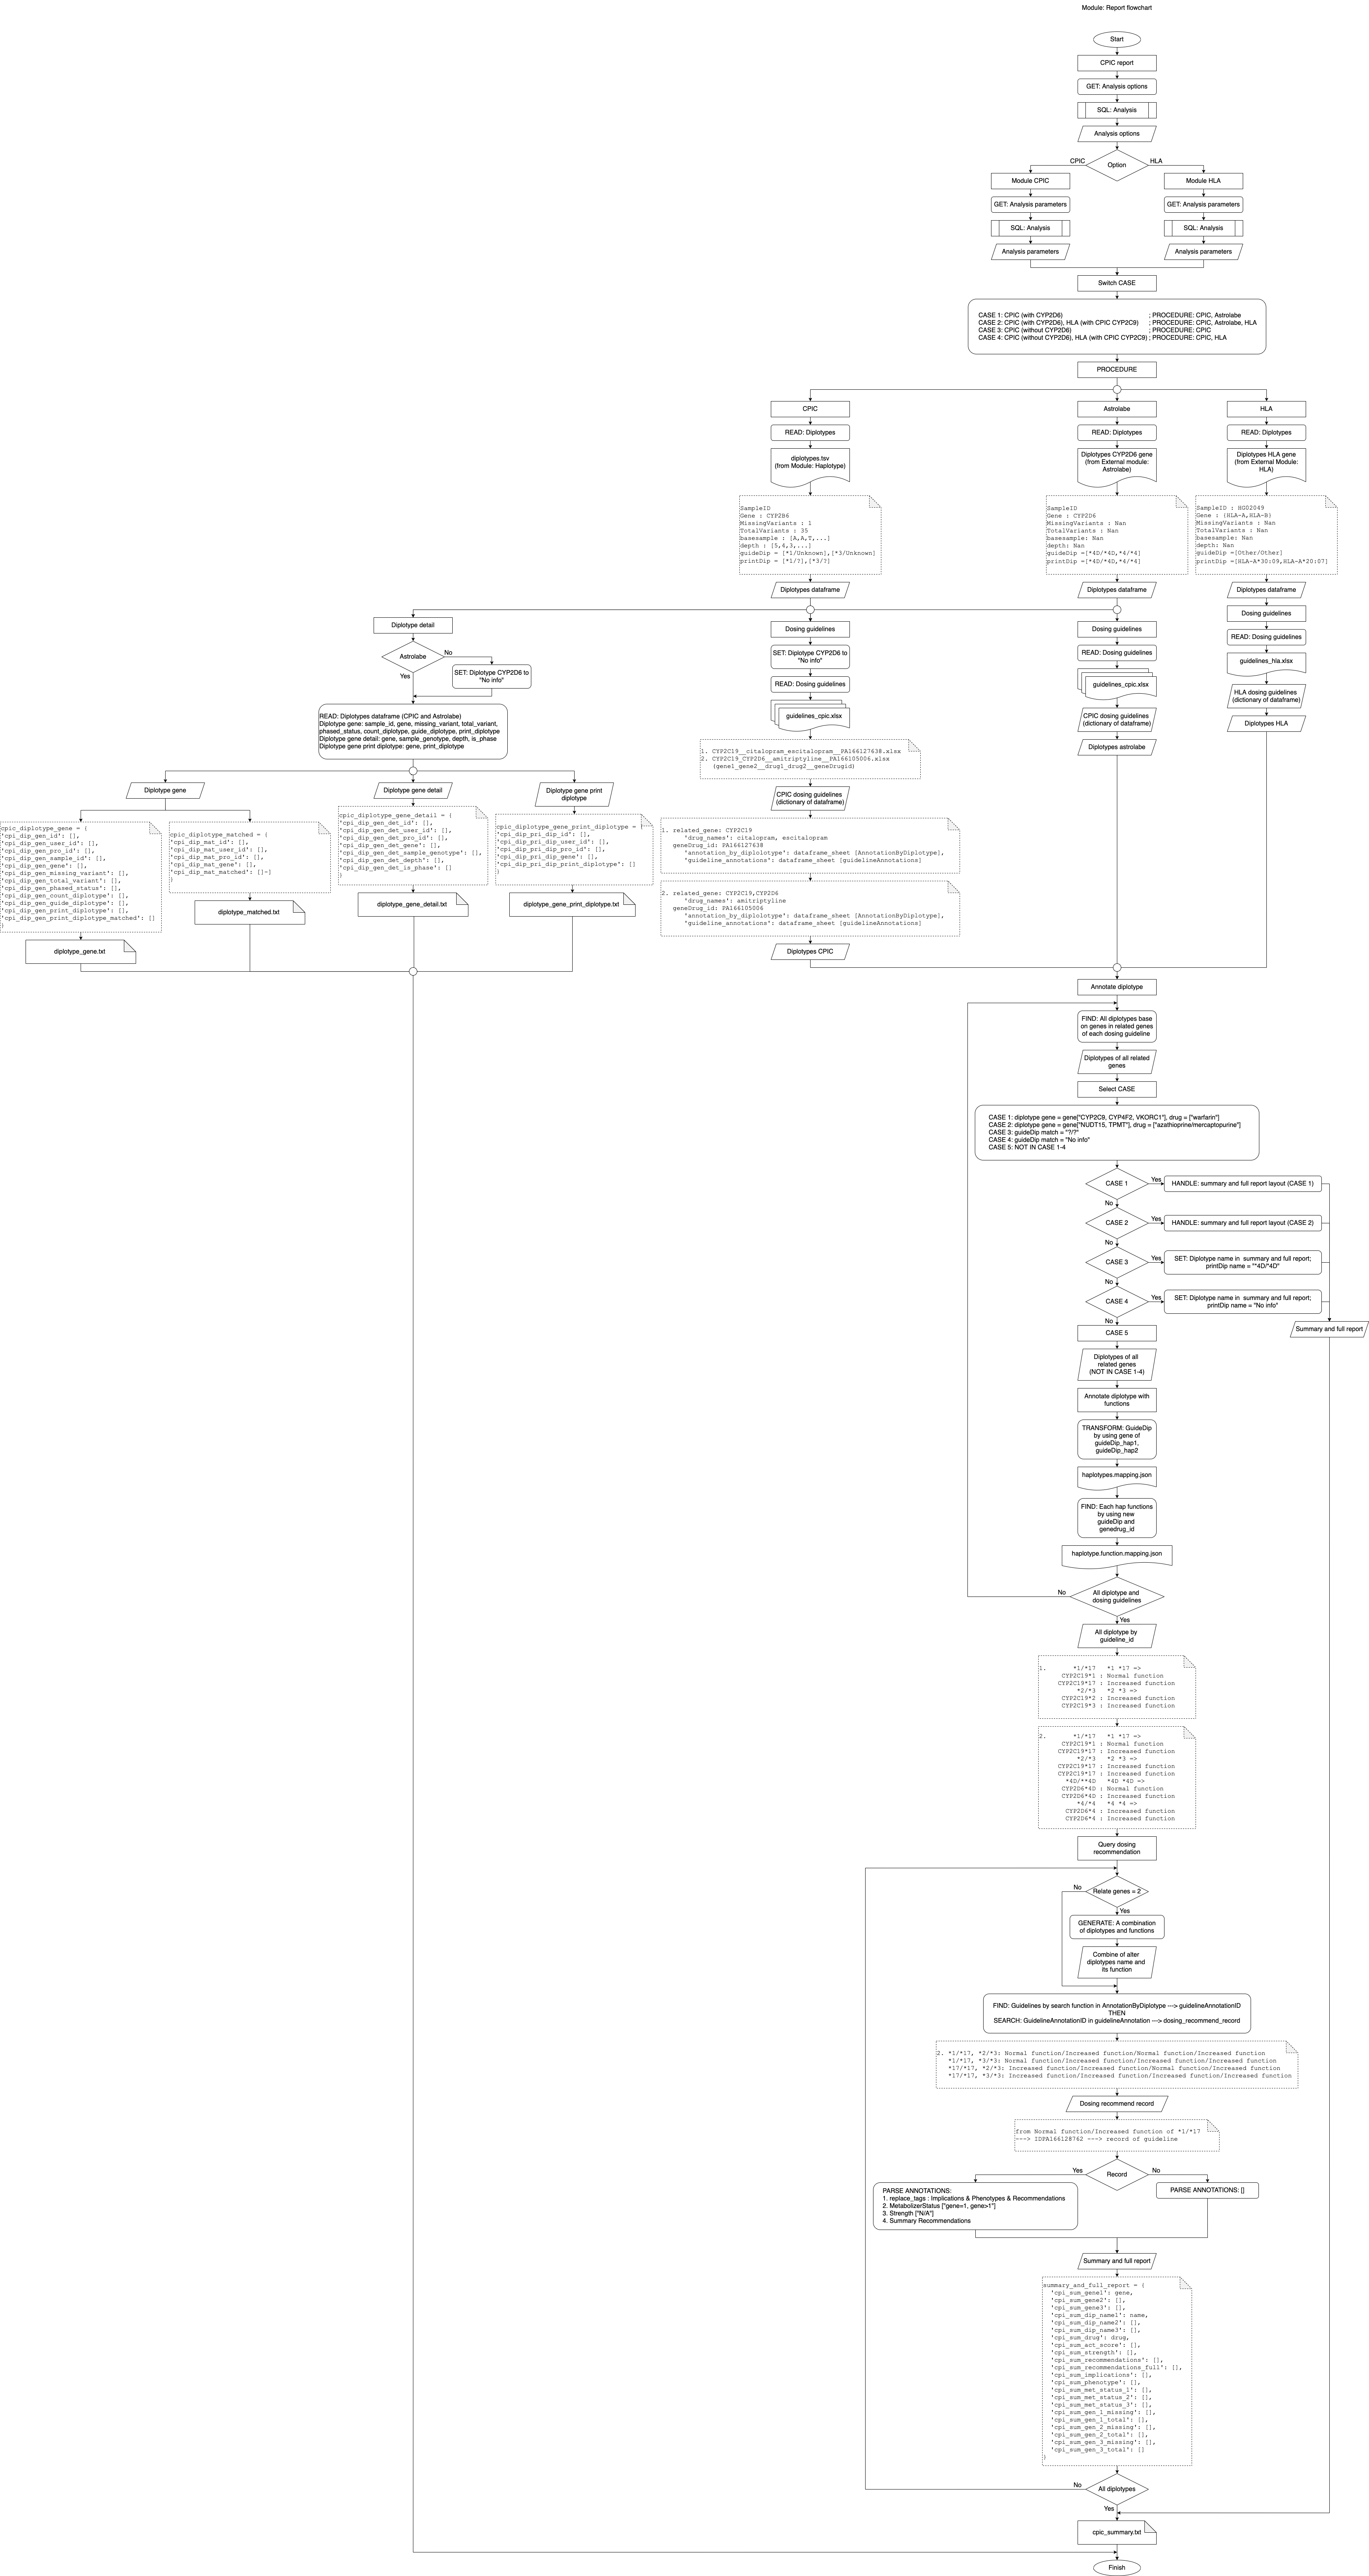 Module: Report flowchart
Start
CPIC report
GET: Analysis options
SQL: Analysis
Analysis options
Option
CPIC
HLA
Module CPIC
GET: Analysis parameters
SQL: Analysis
Analysis parameters
Module HLA
GET: Analysis parameters
SQL: Analysis
Analysis parameters
Switch CASE
CASE 1: CPIC (with CYP2D6) ; PROCEDURE: CPIC, Astrolabe
CASE 2: CPIC (with CYP2D6), HLA (with CPIC CYP2C9) ; PROCEDURE: CPIC, Astrolabe, HLA
CASE 3: CPIC (without CYP2D6) ; PROCEDURE: CPIC
CASE 4: CPIC (without CYP2D6), HLA (with CPIC CYP2C9) ; PROCEDURE: CPIC, HLA
PROCEDURE
CPIC
READ: Diplotypes
diplotypes.tsv
(from Module: Haplotype)
SampleID
Gene : CYP2B6
MissingVariants : 1
TotalVariants : 35
basesample : [A,A,T,...]
depth : [5,4,3,...]
guideDip = [*1/Unknown],[*3/Unknown]
printDip = [*1/?],[*3/?]
Diplotypes dataframe
Astrolabe
READ: Diplotypes
Diplotypes CYP2D6 gene
(from External module:
Astrolabe)
SampleID
Gene : CYP2D6
MissingVariants : Nan
TotalVariants : Nan
basesample: Nan
depth: Nan
guideDip =[*4D/*4D,*4/*4]
printDip =[*4D/*4D,*4/*4]
Diplotypes dataframe
HLA
READ: Diplotypes
Diplotypes HLA gene
(from External Module:
HLA)
SampleID : HG02049
Gene : {HLA-A,HLA-B}
MissingVariants : Nan
TotalVariants : Nan
basesample: Nan
depth: Nan
guideDip =[Other/Other]
printDip =[HLA-A*30:09,HLA-A*20:07]
Diplotypes dataframe
Dosing guidelines
READ: Dosing guidelines
guidelines_hla.xlsx
HLA dosing guidelines
(dictionary of dataframe)
Diplotypes HLA
Diplotype detail
Astrolabe
No
Yes
SET: Diplotype CYP2D6 to
"No info"
READ: Diplotypes dataframe (CPIC and Astrolabe)
Diplotype gene: sample_id, gene, missing_variant, total_variant,
phased_status, count_diplotype, guide_diplotype, print_diplotype
Diplotype gene detail: gene, sample_genotype, depth, is_phase
Diplotype gene print diplotype: gene, print_diplotype
Diplotype gene
Diplotype gene detail
Diplotype gene print
diplotype
cpic_diplotype_gene = {
'cpi_dip_gen_id': [],
'cpi_dip_gen_user_id': [],
'cpi_dip_gen_pro_id': [],
'cpi_dip_gen_sample_id': [],
'cpi_dip_gen_gene': [],
'cpi_dip_gen_missing_variant': [],
'cpi_dip_gen_total_variant': [],
'cpi_dip_gen_phased_status': [],
'cpi_dip_gen_count_diplotype': [],
'cpi_dip_gen_guide_diplotype': [],
'cpi_dip_gen_print_diplotype': [],
'cpi_dip_gen_print_diplotype_matched': []
}
diplotype_gene.txt
cpic_diplotype_matched = {
'cpi_dip_mat_id': [],
'cpi_dip_mat_user_id': [],
'cpi_dip_mat_pro_id': [],
'cpi_dip_mat_gene': [],
'cpi_dip_mat_matched': []~]
}
diplotype_matched.txt
cpic_diplotype_gene_detail = {
'cpi_dip_gen_det_id': [],
'cpi_dip_gen_det_user_id': [],
'cpi_dip_gen_det_pro_id': [],
'cpi_dip_gen_det_gene': [],
'cpi_dip_gen_det_sample_genotype': [],
'cpi_dip_gen_det_depth': [],
'cpi_dip_gen_det_is_phase': []
}
diplotype_gene_detail.txt
cpic_diplotype_gene_print_diplotype = {
'cpi_dip_pri_dip_id': [],
'cpi_dip_pri_dip_user_id': [],
'cpi_dip_pri_dip_pro_id': [],
'cpi_dip_pri_dip_gene': [],
'cpi_dip_pri_dip_print_diplotype': []
}
diplotype_gene_print_diplotype.txt
Dosing guidelines
SET: Diplotype CYP2D6 to
"No info"
READ: Dosing guidelines
guidelines_cpic.xlsx
1. CYP2C19__citalopram_escitalopram__PA166127638.xlsx
2. CYP2C19_CYP2D6__amitriptyline__PA166105006.xlsx
(gene1_gene2__drug1_drug2__geneDrugid)
CPIC dosing guidelines
(dictionary of dataframe)
1. related_gene: CYP2C19
'drug_names': citalopram, escitalopram
geneDrug_id: PA166127638
'annotation_by_diplolotype': dataframe_sheet [AnnotationByDiplotype],
'guideline_annotations': dataframe_sheet [guidelineAnnotations]
2. related_gene: CYP2C19,CYP2D6
'drug_names': amitriptyline
geneDrug_id: PA166105006
'annotation_by_diplolotype': dataframe_sheet [AnnotationByDiplotype],
'guideline_annotations': dataframe_sheet [guidelineAnnotations]
Diplotypes CPIC
Dosing guidelines
READ: Dosing guidelines
guidelines_cpic.xlsx
CPIC dosing guidelines
(dictionary of dataframe)
Diplotypes astrolabe
Annotate diplotype
FIND: All diplotypes base
on genes in related genes
of each dosing guideline
Diplotypes of all related
genes
Select CASE
CASE 1: diplotype gene = gene["CYP2C9, CYP4F2, VKORC1"], drug = ["warfarin"]
CASE 2: diplotype gene = gene["NUDT15, TPMT"], drug = ["azathioprine/mercaptopurine"]
CASE 3: guideDip match = "?/?"
CASE 4: guideDip match = "No info"
CASE 5: NOT IN CASE 1-4
CASE 1
Yes
HANDLE: summary and full report layout (CASE 1)
No
CASE 2
Yes
HANDLE: summary and full report layout (CASE 2)
No
CASE 3
Yes
SET: Diplotype name in  summary and full report;
printDip name = "*4D/*4D"
No
CASE 4
Yes
SET: Diplotype name in  summary and full report;
printDip name = "No info"
No
Summary and full report
CASE 5
Diplotypes of all
related genes
(NOT IN CASE 1-4)
Annotate diplotype with
functions
TRANSFORM: GuideDip
by using gene of
guideDip_hap1,
guideDip_hap2
haplotypes.mapping.json
FIND: Each hap functions
by using new
guideDip and
genedrug_id
haplotype.function.mapping.json
No
All diplotype and
dosing guidelines
Yes
All diplotype by
guideline_id
1. *1/*17 *1 *17 =>
CYP2C19*1 : Normal function
CYP2C19*17 : Increased function
*2/*3 *2 *3 =>
CYP2C19*2 : Increased function
CYP2C19*3 : Increased function
2. *1/*17 *1 *17 =>
CYP2C19*1 : Normal function
CYP2C19*17 : Increased function
*2/*3 *2 *3 =>
CYP2C19*17 : Increased function
CYP2C19*17 : Increased function
*4D/**4D *4D *4D =>
CYP2D6*4D : Normal function
CYP2D6*4D : Increased function
*4/*4 *4 *4 =>
CYP2D6*4 : Increased function
CYP2D6*4 : Increased function
Query dosing
recommendation
No
Relate genes = 2
Yes
GENERATE: A combination
of diplotypes and functions
Combine of alter
diplotypes name and
its function
FIND: Guidelines by search function in AnnotationByDiplotype ---> guidelineAnnotationID
THEN
SEARCH: GuidelineAnnotationID in guidelineAnnotation ---> dosing_recommend_record
2. *1/*17, *2/*3: Normal function/Increased function/Normal function/Increased function
*1/*17, *3/*3: Normal function/Increased function/Increased function/Increased function
*17/*17, *2/*3: Increased function/Increased function/Normal function/Increased function
*17/*17, *3/*3: Increased function/Increased function/Increased function/Increased function
Dosing recommend record
from Normal function/Increased function of *1/*17
---> IDPA166128762 ---> record of guideline
Yes
Record
No
PARSE ANNOTATIONS:
1. replace_tags : Implications & Phenotypes & Recommendations
2. MetabolizerStatus ["gene=1, gene>1"]
3. Strength ["N/A"]
4. Summary Recommendations
PARSE ANNOTATIONS: []
Summary and full report
summary_and_full_report = {
'cpi_sum_gene1': gene,
'cpi_sum_gene2': [],
'cpi_sum_gene3': [],
'cpi_sum_dip_name1': name,
'cpi_sum_dip_name2': [],
'cpi_sum_dip_name3': [],
'cpi_sum_drug': drug,
'cpi_sum_act_score': [],
'cpi_sum_strength': [],
'cpi_sum_recommendations': [],
'cpi_sum_recommendations_full': [],
'cpi_sum_implications': [],
'cpi_sum_phenotype': [],
'cpi_sum_met_status_1': [],
'cpi_sum_met_status_2': [],
'cpi_sum_met_status_3': [],
'cpi_sum_gen_1_missing': [],
'cpi_sum_gen_1_total': [],
'cpi_sum_gen_2_missing': [],
'cpi_sum_gen_2_total': [],
'cpi_sum_gen_3_missing': [],
'cpi_sum_gen_3_total': []
}
No
All diplotypes
Yes
cpic_summary.txt
Finish